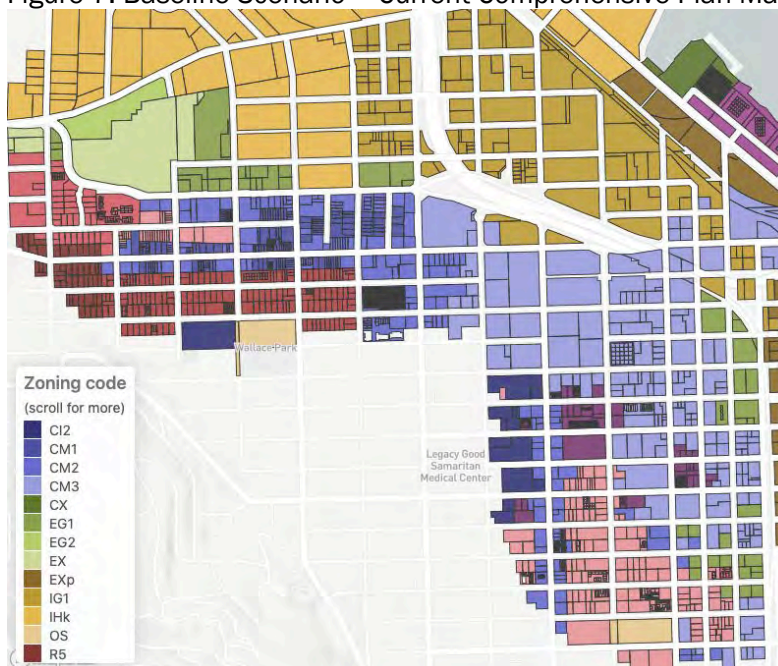 Figure 1: Baseline Scenario – Current Comprehensive Plan Ma
Wallace Park
Zoning code
(scroll for more)
CI2
CM1
CM2
CM3
CX
EG1
EG2
EX
EXp
IG1
IHk
OS
R5
Legacy Good
Samaritan
Medical Center